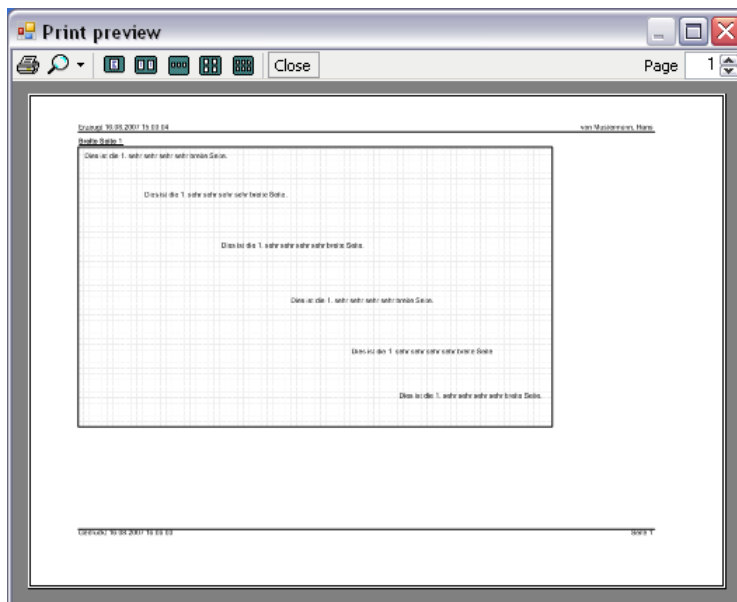 Print preview
Close Page 1
Erzeugt 16.08.2007 15:03:04 von Mustermann, Hans
Breite Seite 1
Dies ist die 1. sehr sehr sehr sehr breite Seite.
Dies ist die 1. sehr sehr sehr sehr breite Seite.
Dies ist die 1. sehr sehr sehr sehr breite Seite.
Dies ist die 1. sehr sehr sehr sehr breite Seite.
Dies ist die 1. sehr sehr sehr sehr breite Seite
Dies ist die 1. sehr sehr sehr sehr breite Seite.
Gedruckt 16.08.2007 Seite 1